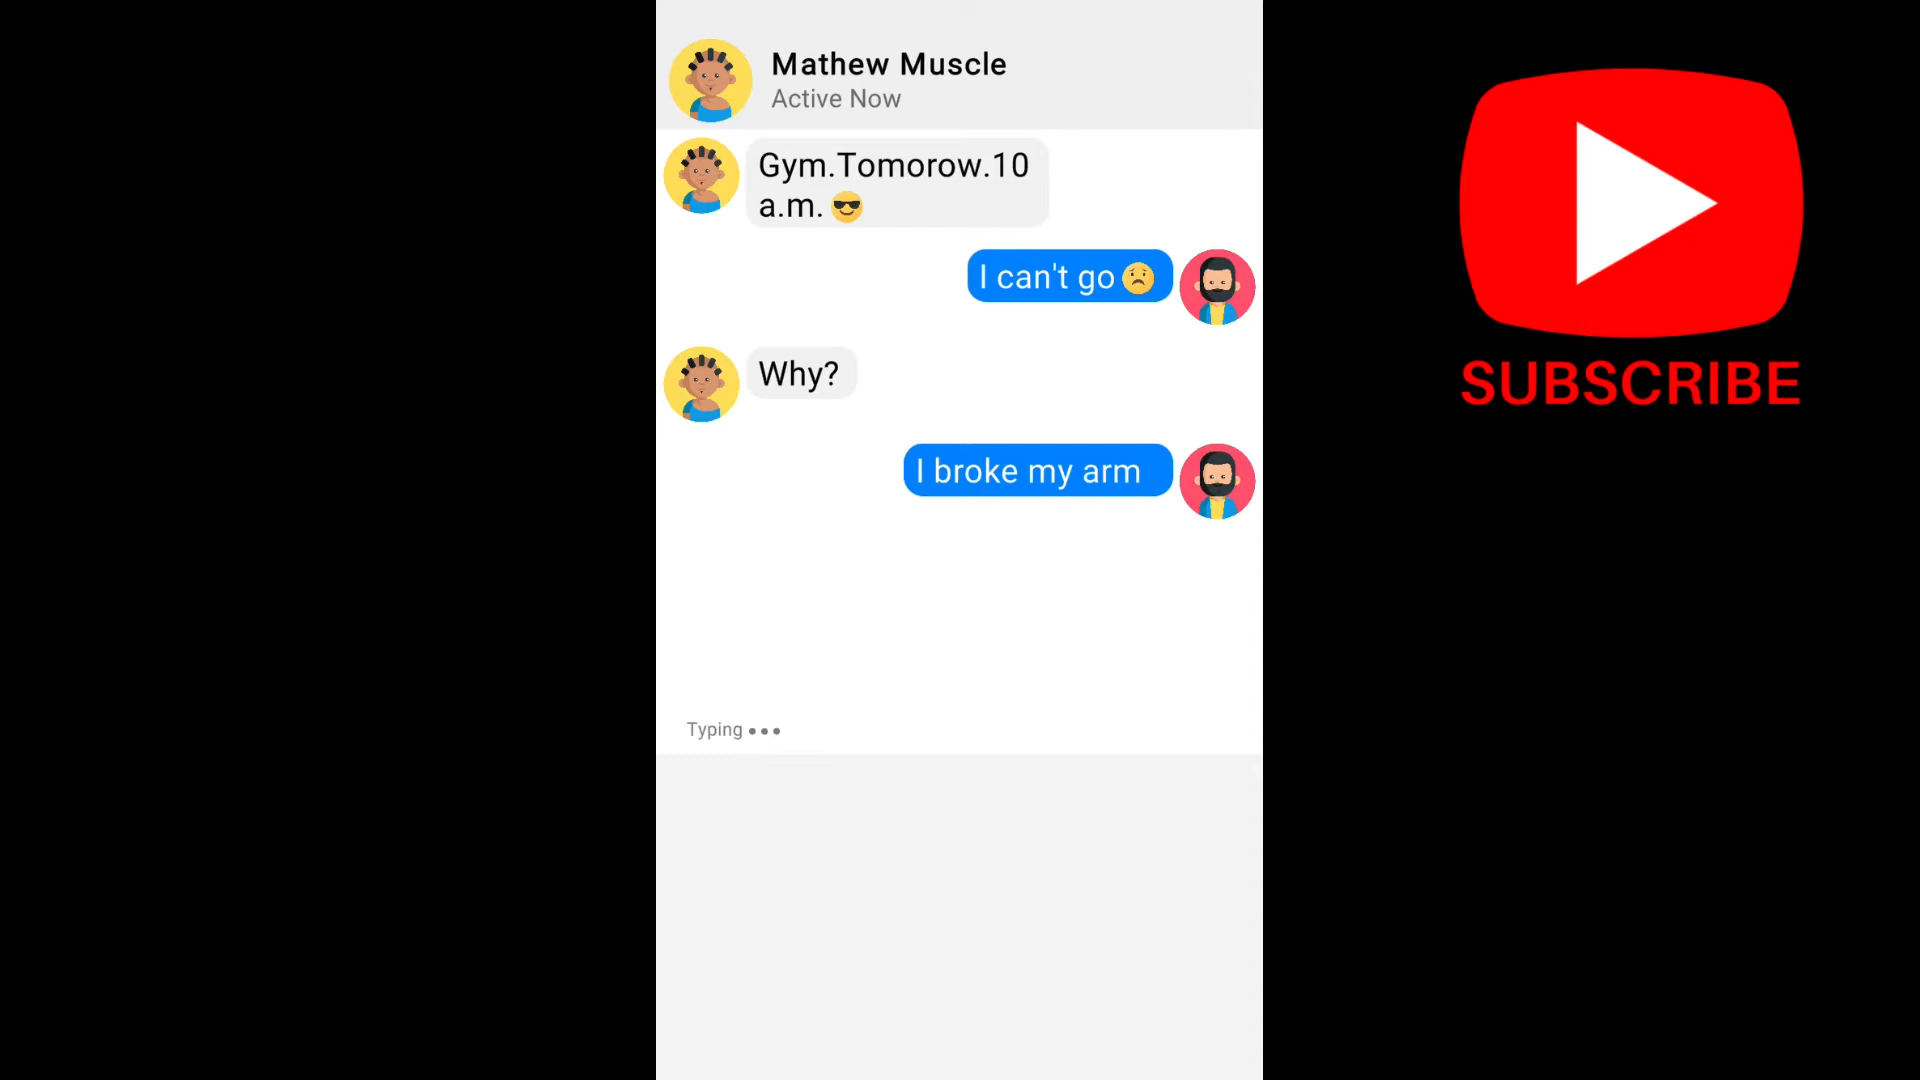 Mathew Muscle
Active Now
Gym.Tomorow.10
a.m.😎
I can't go😟
Why?
I broke my arm
Typing •••
SUBSCRIBE